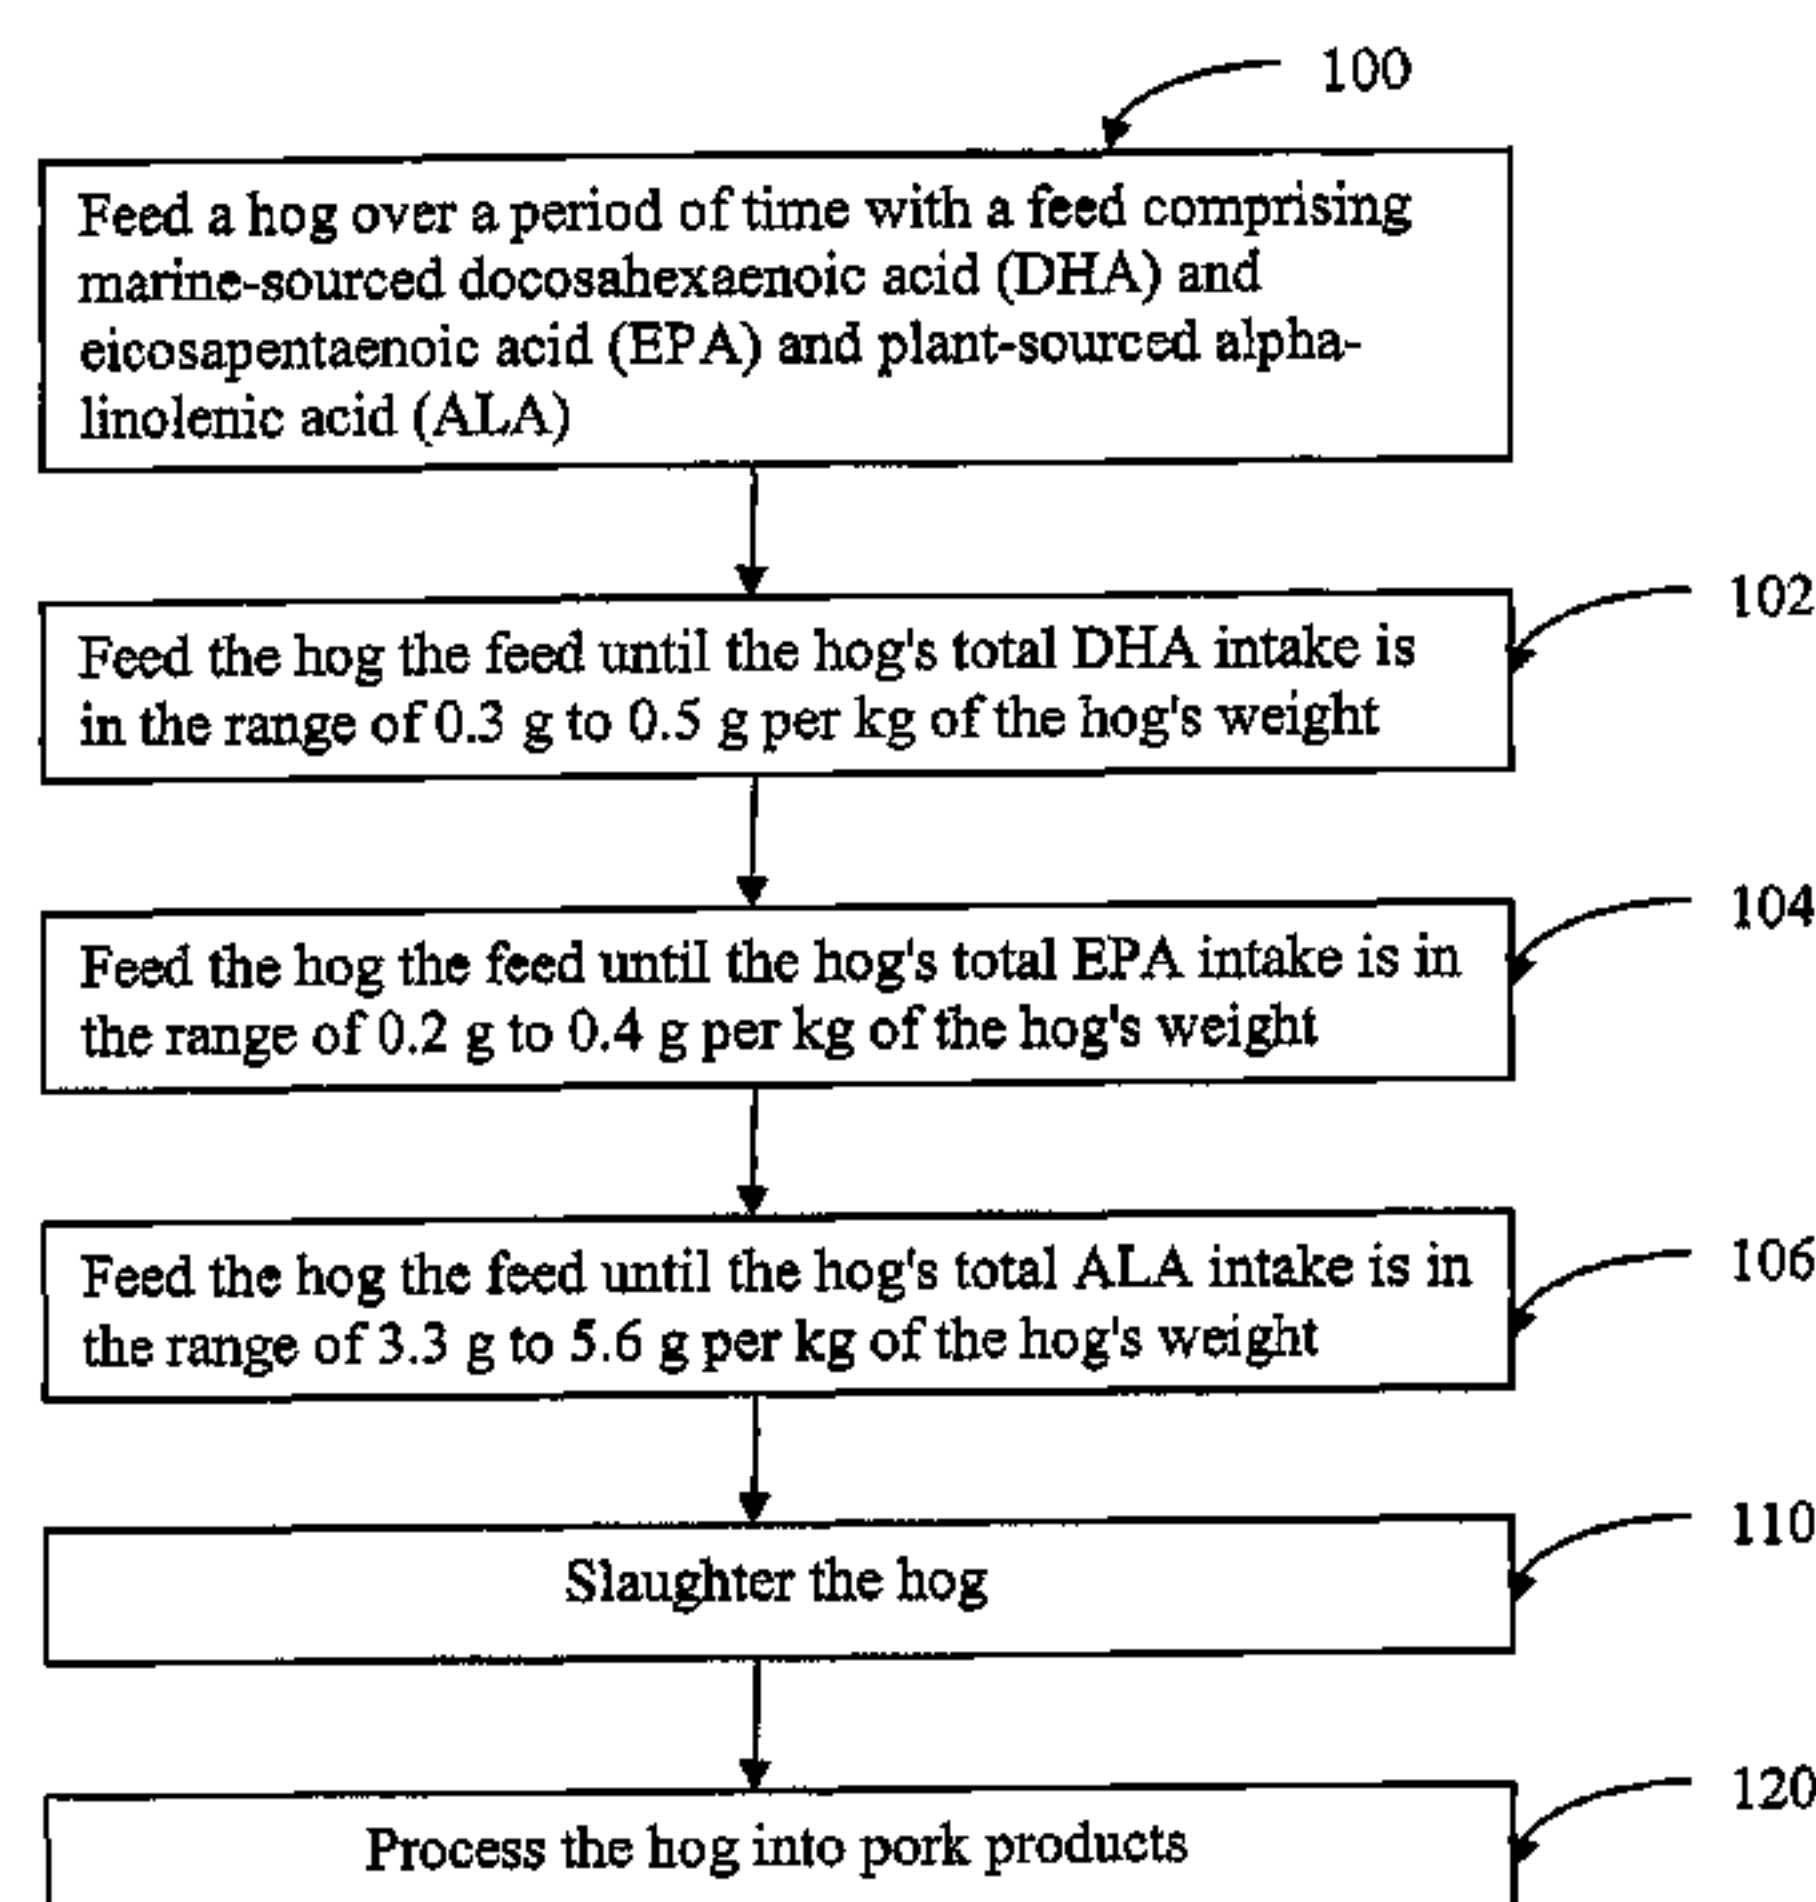 100
Feed a hog over a period of time with a feed comprising
marine-sourced docosahexaenoic acid (DHA) and
eicosapentaenoic acid (EPA) and plant-sourced alpha-
linolenic acid (ALA)
102
Feed the hog the feed until the hog's total DHA intake is
in the range of 0.3 g to 0.5 g per kg of the hog's weight
104
Feed the hog the feed until the hog's total EPA intake is in
the range of 0.2 g to 0.4 g per kg of the hog's weight
106
Feed the hog the feed until the hog's total ALA intake is in
the range of 3.3 g to 5.6 g per kg of the hog's weight
110
Slaughter the hog
120
Process the hog into pork products